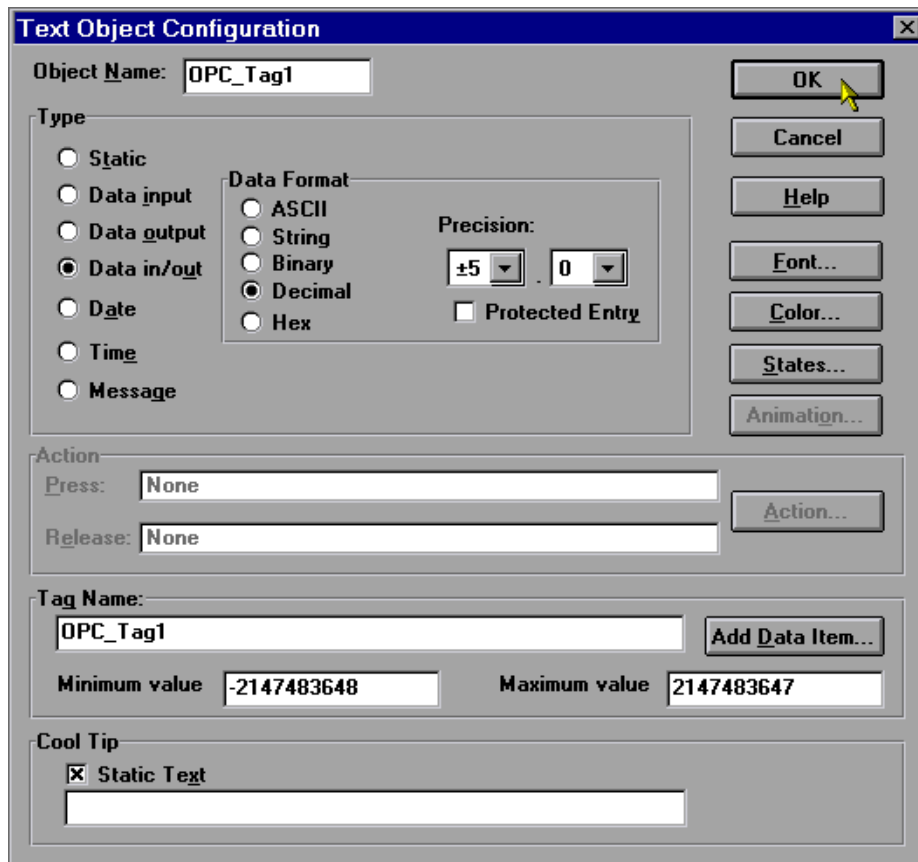 Text Object Configuration
Object Name: OPC_Tag1
OK
Type
Cancel
Static
Data input
Data Format
Help
ASCII
Precision:
Data output
String
Data in/out
Binary
±5 . 0
Font...
Decimal
Date
Protected Entry
Color...
Hex
Time
States...
Message
Animation...
Action
Press: None
Action...
Release: None
Tag Name:
OPC_Tag1
Add Data Item...
Minimum value -2147483648 Maximum value 2147483647
Cool Tip
Static Text